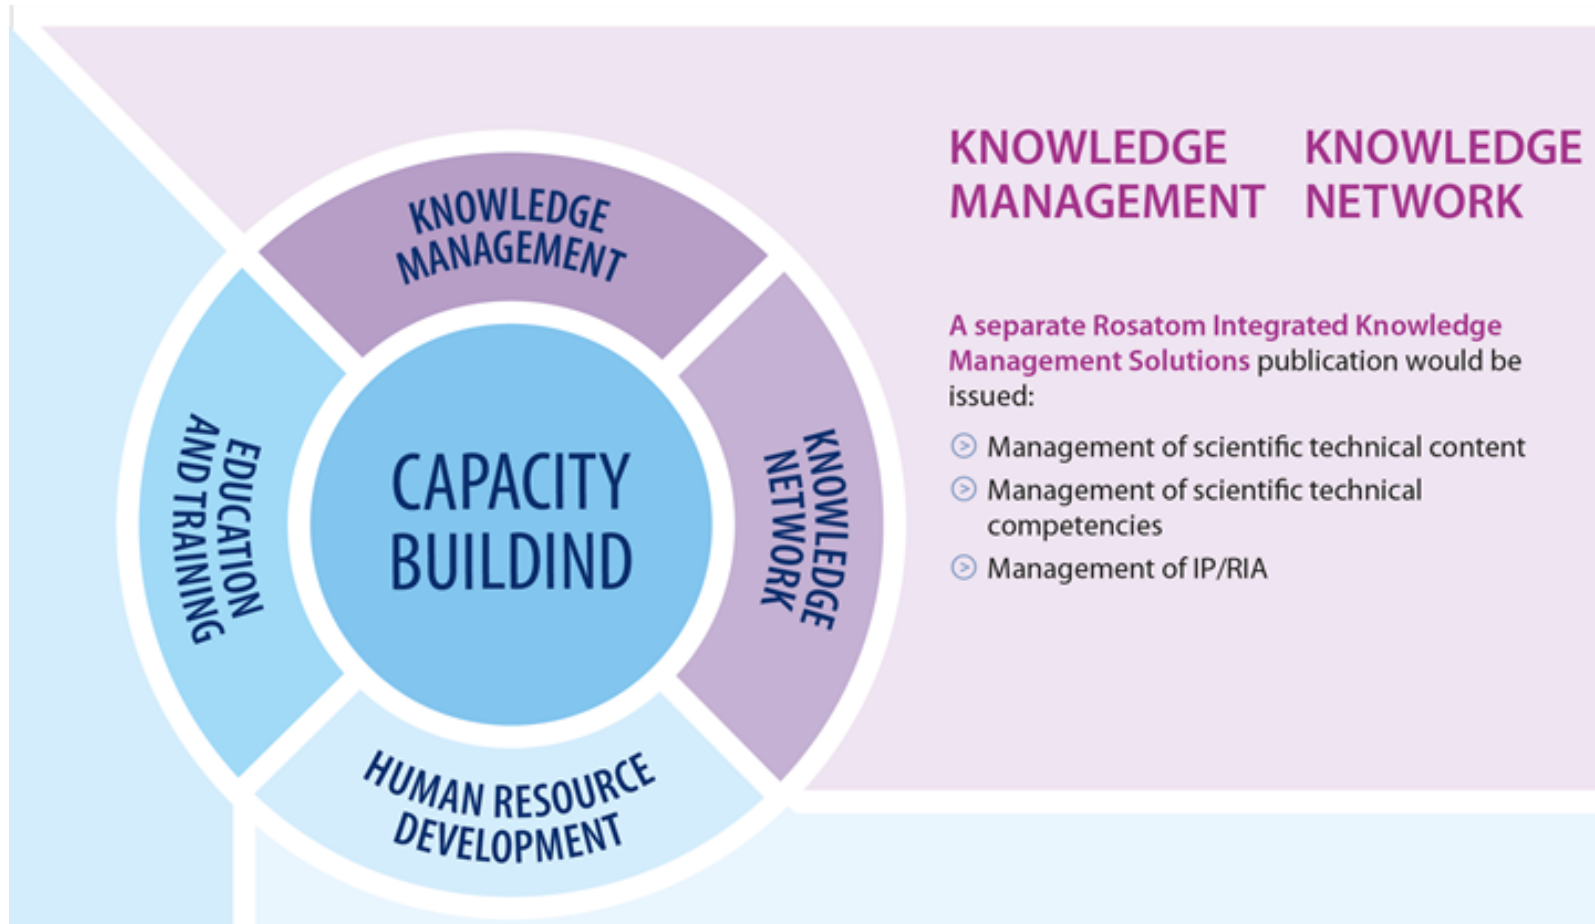 KNOWLEDGE
MANAGEMENT
KNOWLEDGE
NETWORK
EDUCATION
AND TRAINING
HUMAN RESOURCE
DEVELOPMENT
CAPACITY
BUILDIND
KNOWLEDGE
MANAGEMENT
KNOWLEDGE
NETWORK
A separate Rosatom Integrated Knowledge
Management Solutions publication would be
issued:
Management of scientific technical content
Management of scientific technical
competencies
Management of IP/RIA